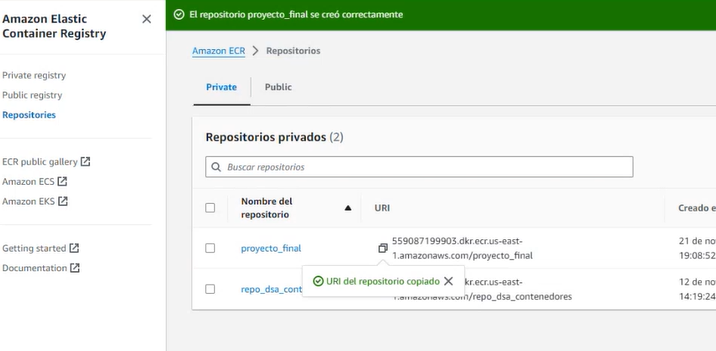 Amazon Elastic
Container Registry
El repositorio proyecto_final se creó correctamente
Private registry
Public registry
Repositories
ECR public gallery
Amazon ECS
Amazon EKS
Getting started
Documentation
Amazon ECR > Repositorios
Private Public
Repositorios privados (2)
Buscar repositorios
Nombre del
repositorio
URI
Creado e
proyecto_final
559087199903.dkr.ecr.us-east-
1.amazonaws.com/proyecto_final
21 de no
19:08:52
URI del repositorio copiado
repo_dsa_cont
.dkr.ecr.us-east-
1.amazonaws.com/repo_dsa_contenedores
12 de no
14:19:24